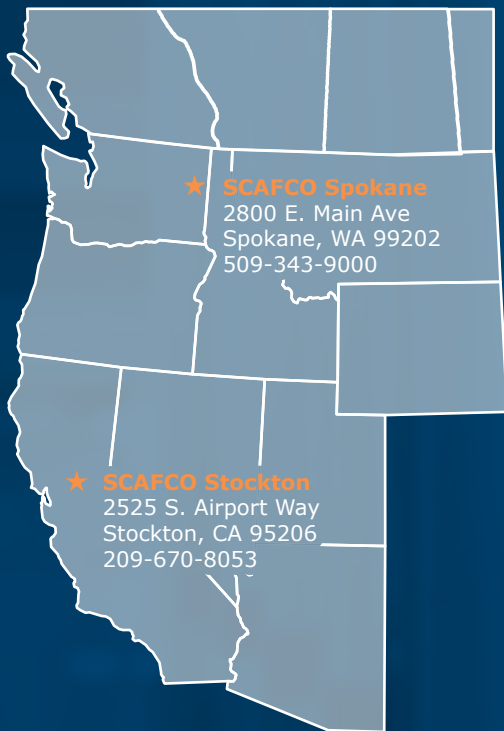 SCAFCO Spokane
2800 E. Main Ave
Spokane, WA 99202
509-343-9000
SCAFCO Stockton
2525 S. Airport Way
Stockton, CA 95206
209-670-8053